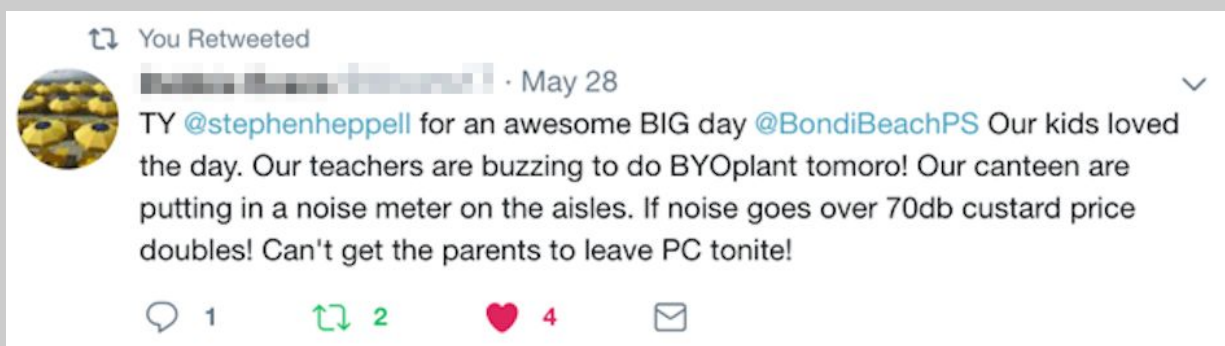 You Retweeted
· May 28
TY @stephenheppell for an awesome BIG day @BondiBeachPS Our kids loved
the day. Our teachers are buzzing to do BYOplant tomoro! Our canteen are
putting in a noise meter on the aisles. If noise goes over 70db custard price
doubles! Can't get the parents to leave PC tonite!
1 2 4